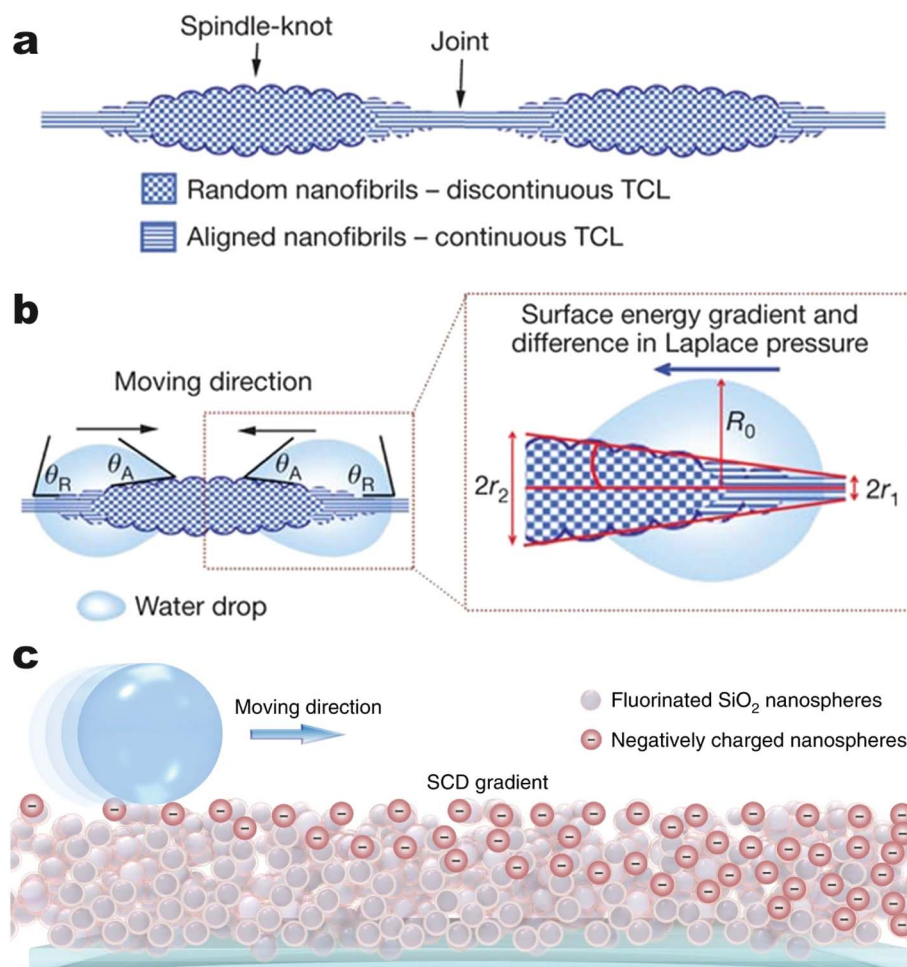 a
Spindle-knot
Joint
Random nanofibrils – discontinuous TCL
Aligned nanofibrils – continuous TCL
b
Moving direction
θR
θA
θA
θR
Water drop
Surface energy gradient and
difference in Laplace pressure
R0
2r2
2r1
c
Moving direction
Fluorinated SiO2 nanospheres
Negatively charged nanospheres
SCD gradient